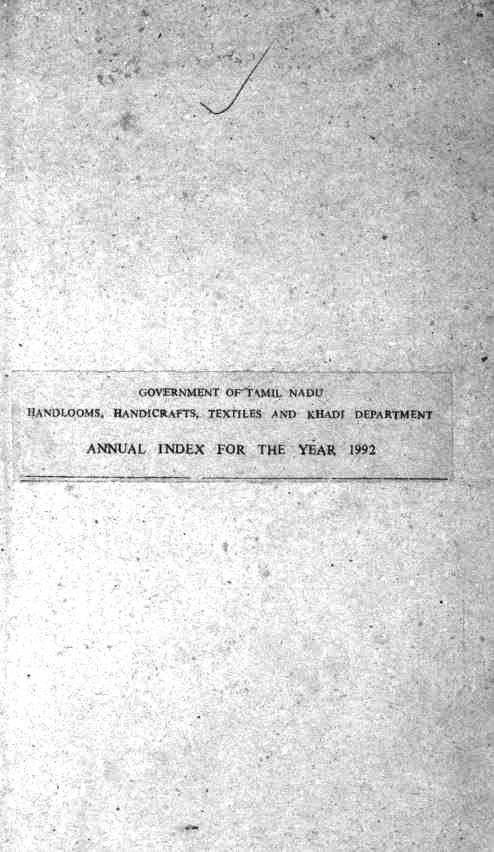 GOVERNMENT OF TAMIL NADU
HANDLOOMS, HANDICRAFTS, TEXTILES AND KHADI DEPARTMENT
ANNUAL INDEX FOR THE YEAR 1992